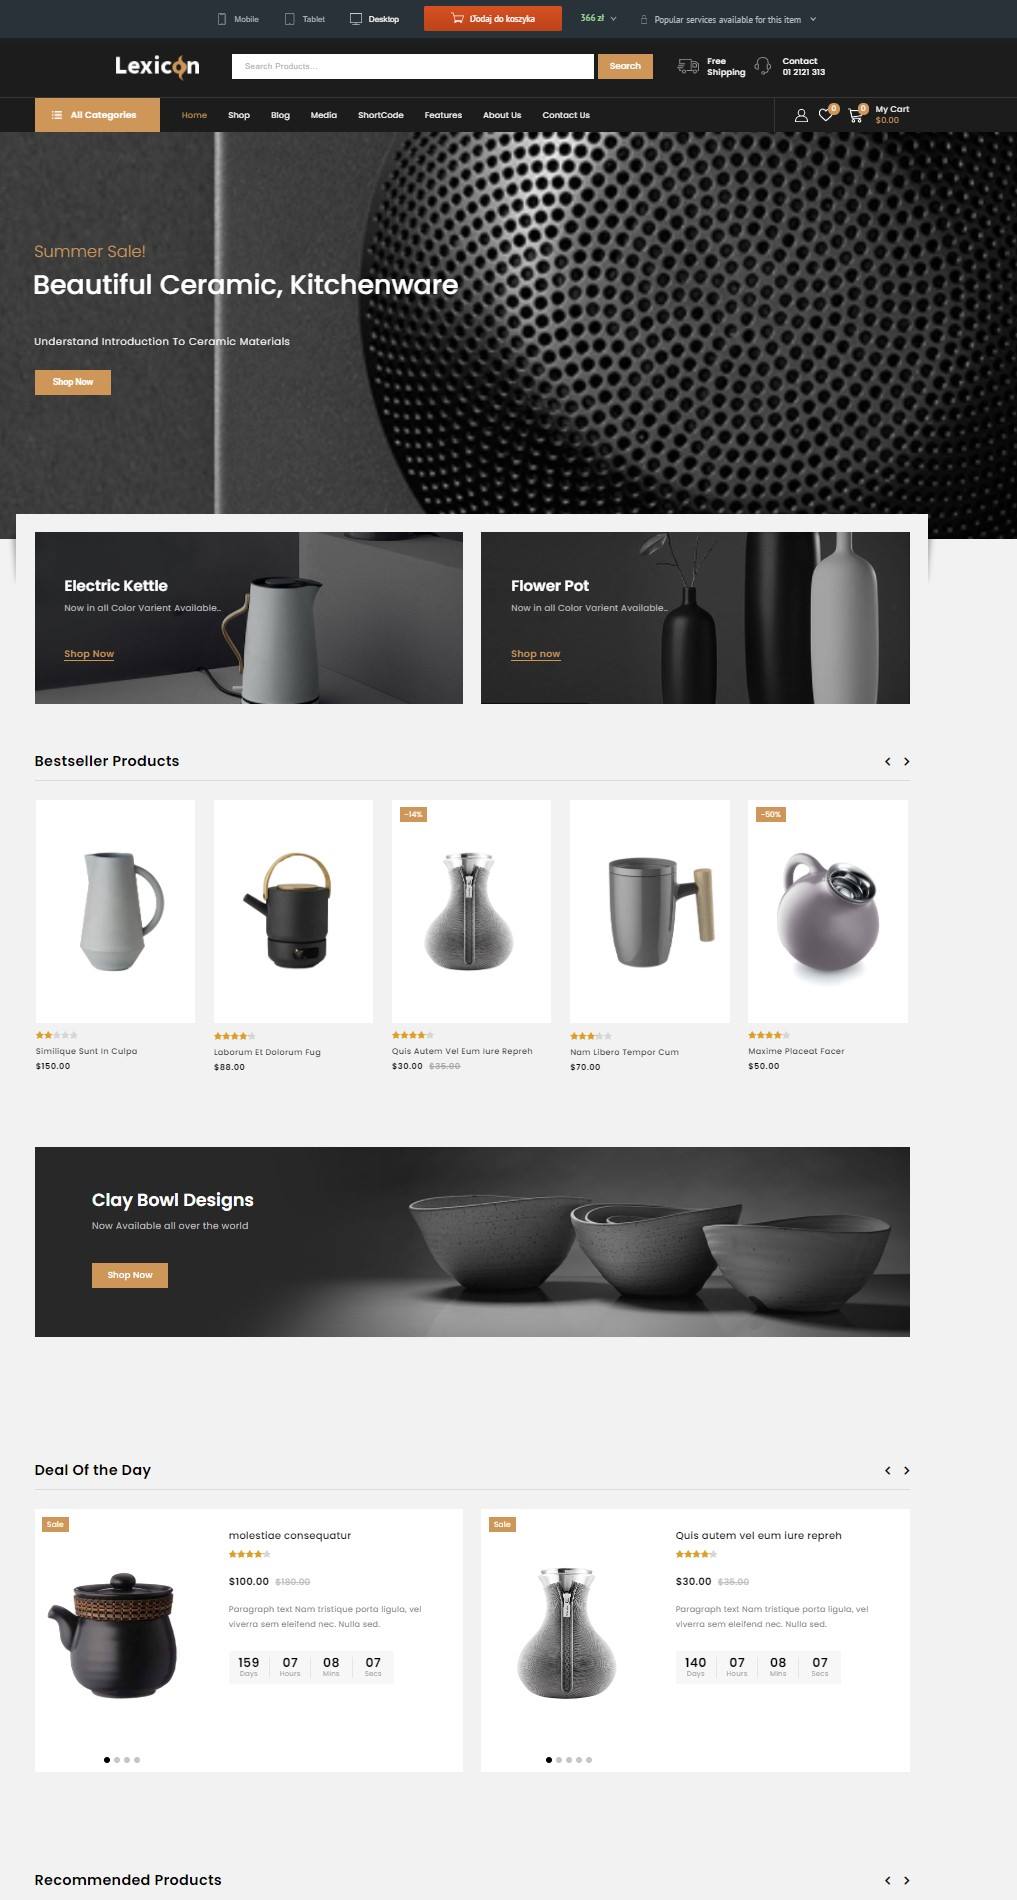 Mobile
Tablet
Desktop
Dodaj do koszyka
366 zł
Popular services available for this item
Lexicon
Search Products...
Search
Free
Shipping
Contact
01 2121 313
All Categories
Home
Shop
Blog
Media
ShortCode
Features
About Us
Contact Us
0
0
My Cart
$0.00
Summer Sale!
Beautiful Ceramic, Kitchenware
Understand Introduction To Ceramic Materials
Shop Now
Electric Kettle
Now in all Color Varient Available..
Shop Now
Flower Pot
Now in all Color Varient Available..
Shop now
Bestseller Products
-14%
-50%
Similique Sunt In Culpa
$150.00
Laborum Et Dolorum Fug
$88.00
Quis Autem Vel Eum Iure Repreh
$30.00 $35.00
Nam Libero Tempor Cum
$70.00
Maxime Placeat Facer
$50.00
Clay Bowl Designs
Now Available all over the world
Shop Now
Deal Of the Day
Sale
molestiae consequatur
$100.00 $180.00
Paragraph text Nam tristique porta ligula, vel
viverra sem eleifend nec. Nulla sed.
159 07 08 07
Days Hours Mins Secs
Sale
Quis autem vel eum iure repreh
$30.00 $35.00
Paragraph text Nam tristique porta ligula, vel
viverra sem eleifend nec. Nulla sed.
140 07 08 07
Days Hours Mins Secs
Recommended Products